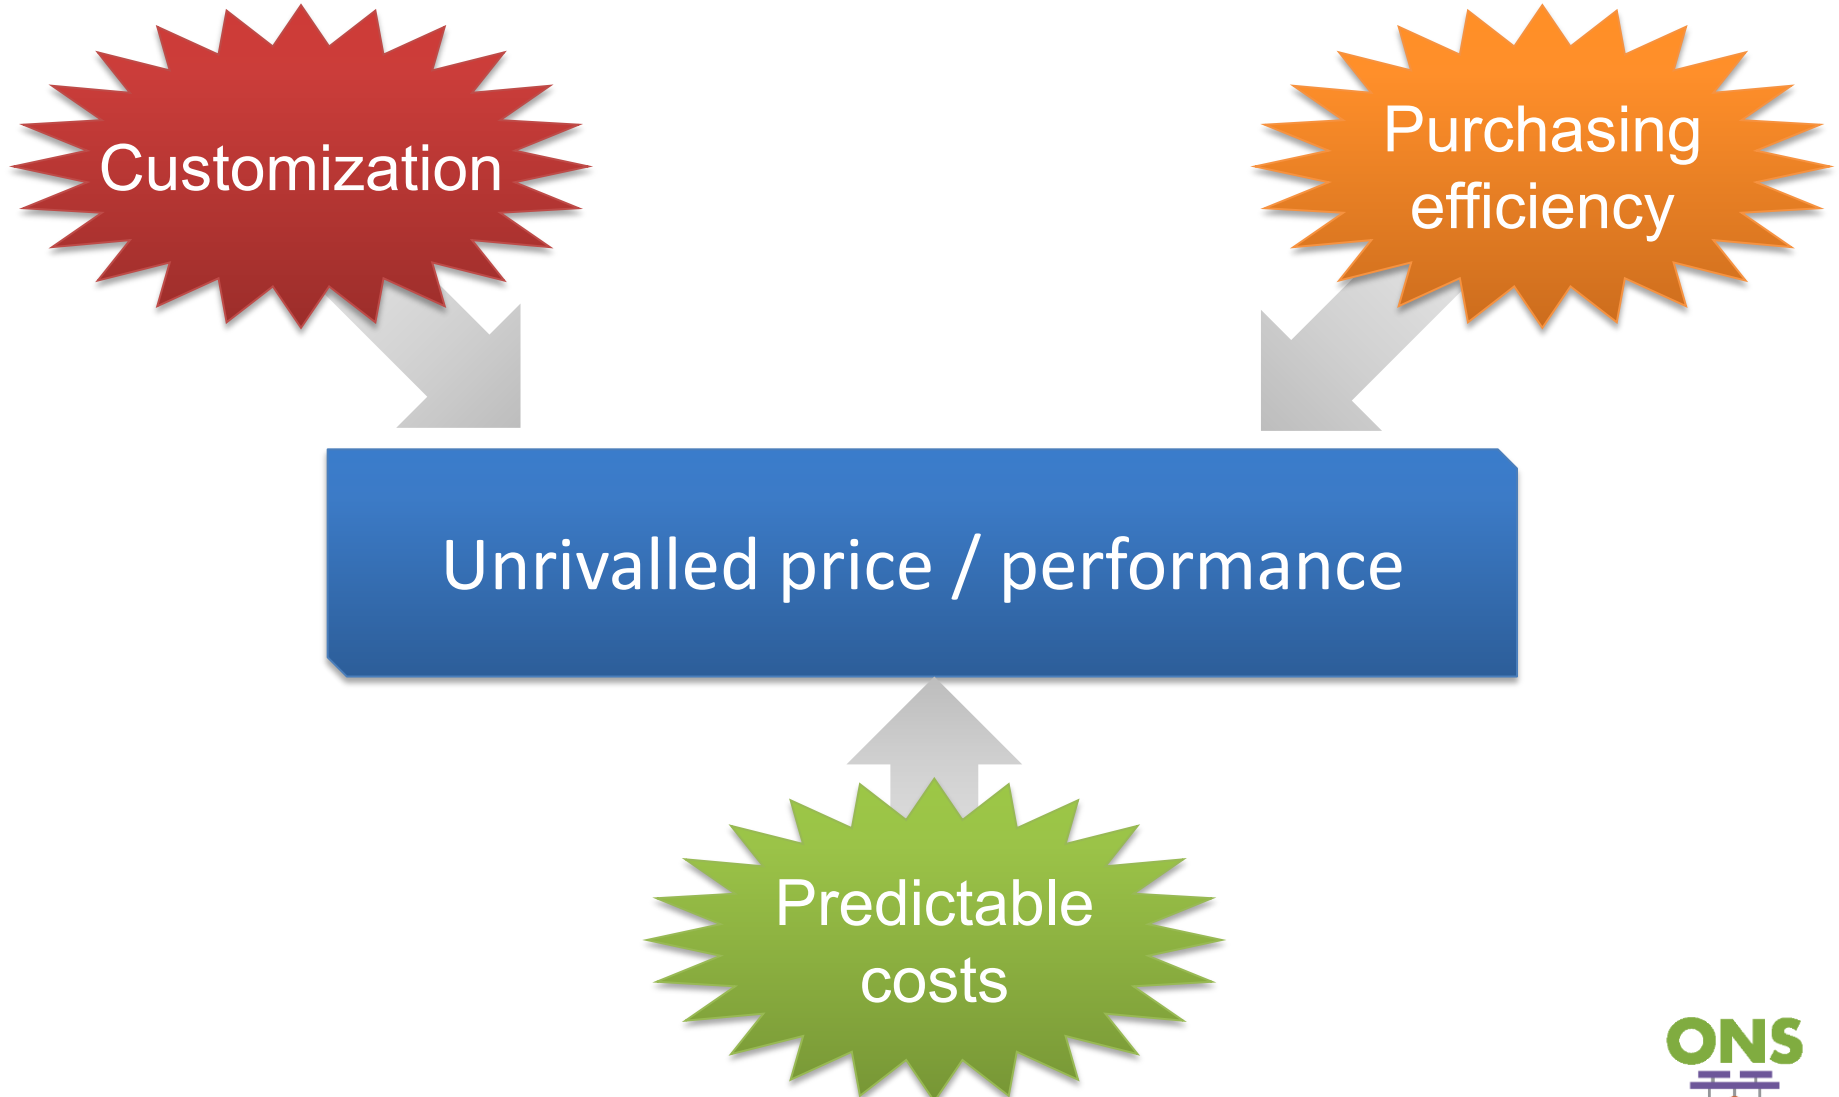 Customization
Purchasing
efficiency
Unrivalled price / performance
Predictable
costs
ONS